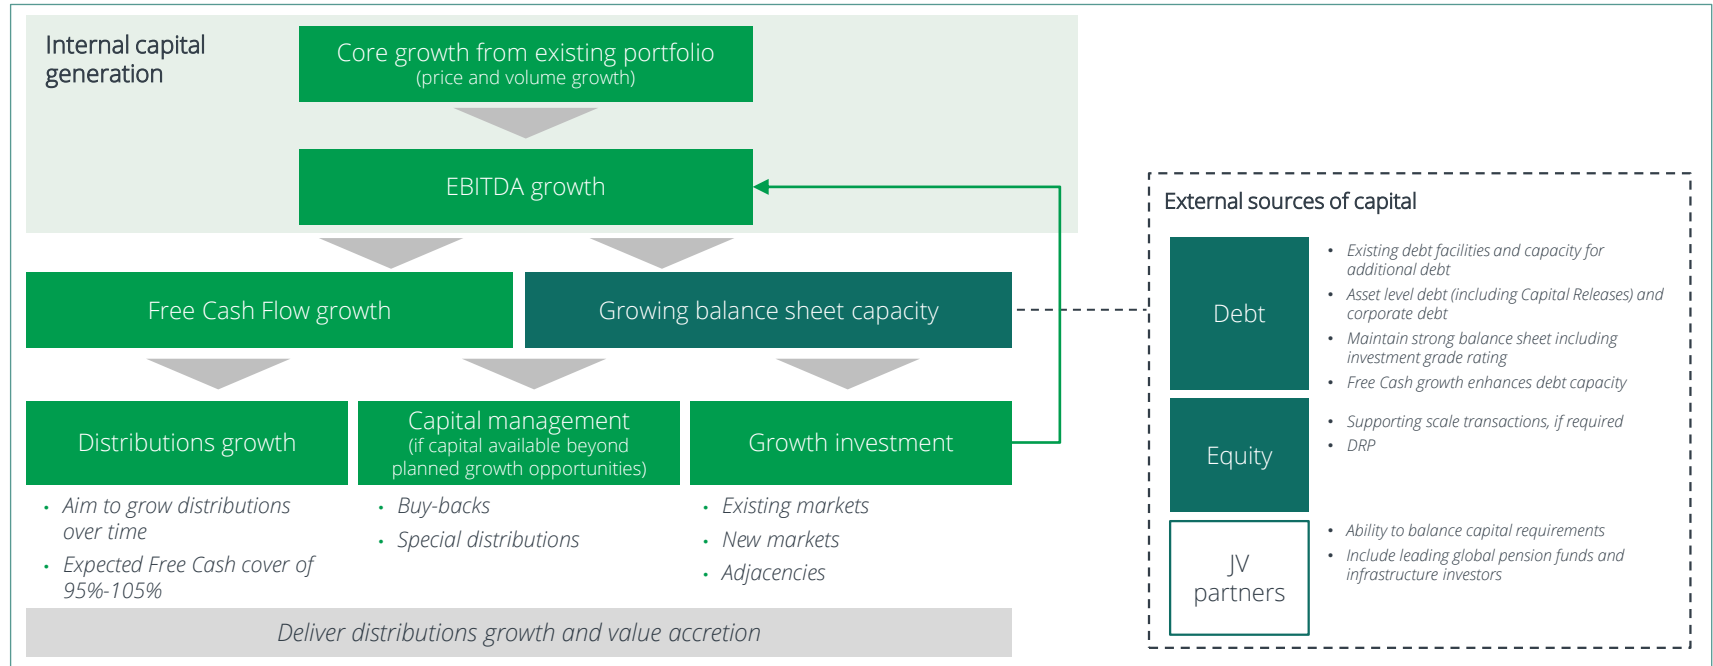 Internal capital
generation
Core growth from existing portfolio
(price and volume growth)
EBITDA growth
Free Cash Flow growth
Growing balance sheet capacity
Distributions growth
Capital management
(if capital available beyond
planned growth opportunities)
Growth investment
• Aim to grow distributions
over time
• Expected Free Cash cover of
95%-105%
• Buy-backs
• Special distributions
• Existing markets
• New markets
• Adjacencies
Deliver distributions growth and value accretion
External sources of capital
Debt
• Existing debt facilities and capacity for
additional debt
• Asset level debt (including Capital Releases) and
corporate debt
• Maintain strong balance sheet including
investment grade rating
• Free Cash growth enhances debt capacity
Equity
• Supporting scale transactions, if required
• DRP
JV
partners
• Ability to balance capital requirements
• Include leading global pension funds and
infrastructure investors